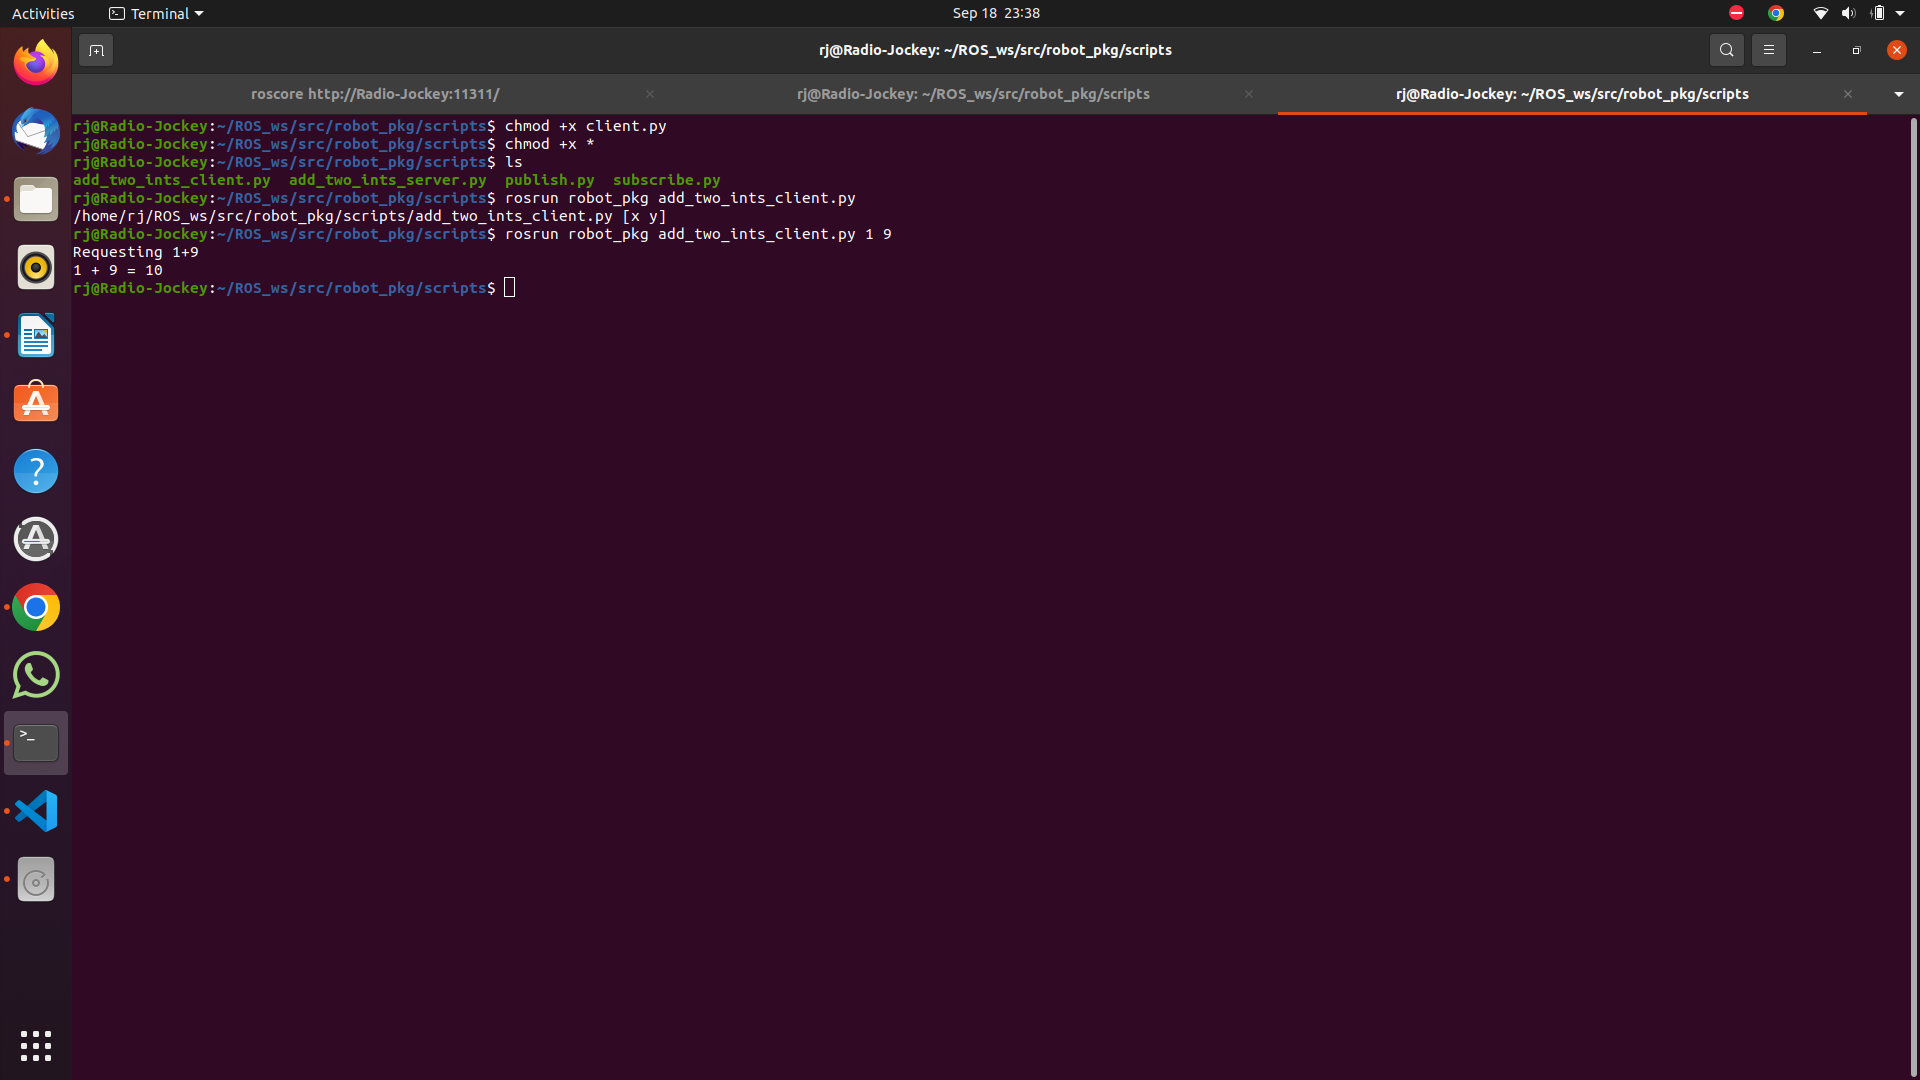 Activities Terminal Sep 18 23:38
rj@Radio-Jockey: ~/ROS_ws/src/robot_pkg/scripts
roscore http://Radio-Jockey:11311/ rj@Radio-Jockey: ~/ROS_ws/src/robot_pkg/scripts rj@Radio-Jockey: ~/ROS_ws/src/robot_pkg/scripts
rj@Radio-Jockey:~/ROS_ws/src/robot_pkg/scripts$ chmod +x client.py
rj@Radio-Jockey:~/ROS_ws/src/robot_pkg/scripts$ chmod +x *
rj@Radio-Jockey:~/ROS_ws/src/robot_pkg/scripts$ ls
add_two_ints_client.py  add_two_ints_server.py  publish.py  subscribe.py
rj@Radio-Jockey:~/ROS_ws/src/robot_pkg/scripts$ rosrun robot_pkg add_two_ints_client.py
/home/rj/ROS_ws/src/robot_pkg/scripts/add_two_ints_client.py [x y]
rj@Radio-Jockey:~/ROS_ws/src/robot_pkg/scripts$ rosrun robot_pkg add_two_ints_client.py 1 9
Requesting 1+9
1 + 9 = 10
rj@Radio-Jockey:~/ROS_ws/src/robot_pkg/scripts$